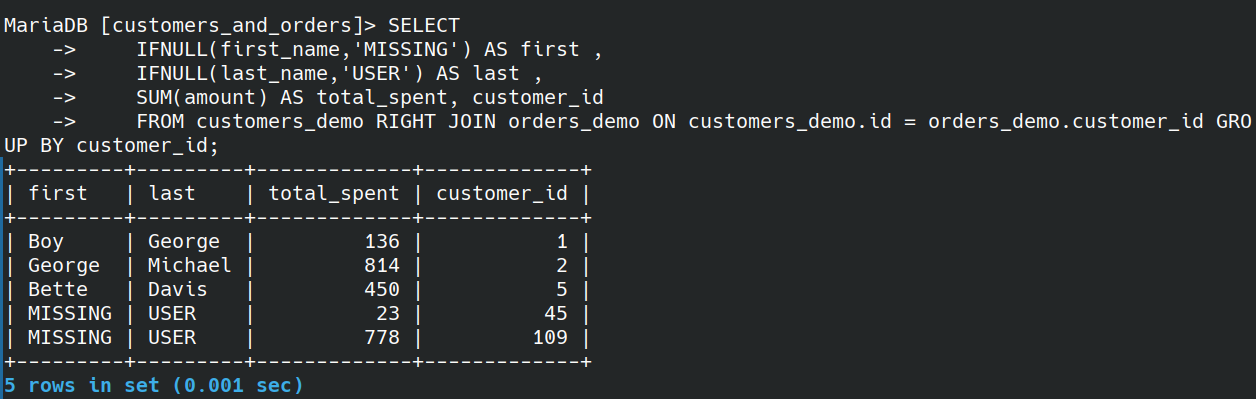 MariaDB [customers_and_orders]> SELECT
    ->     IFNULL(first_name,'MISSING') AS first ,
    ->     IFNULL(last_name,'USER') AS last ,
    ->     SUM(amount) AS total_spent, customer_id
    ->     FROM customers_demo RIGHT JOIN orders_demo ON customers_demo.id = orders_demo.customer_id GRO
UP BY customer_id;
+---------+---------+-------------+-------------+
| first   | last    | total_spent | customer_id |
+---------+---------+-------------+-------------+
| Boy     | George  |         136 |           1 |
| George  | Michael |         814 |           2 |
| Bette   | Davis   |         450 |           5 |
| MISSING | USER    |          23 |          45 |
| MISSING | USER    |         778 |         109 |
+---------+---------+-------------+-------------+
5 rows in set (0.001 sec)